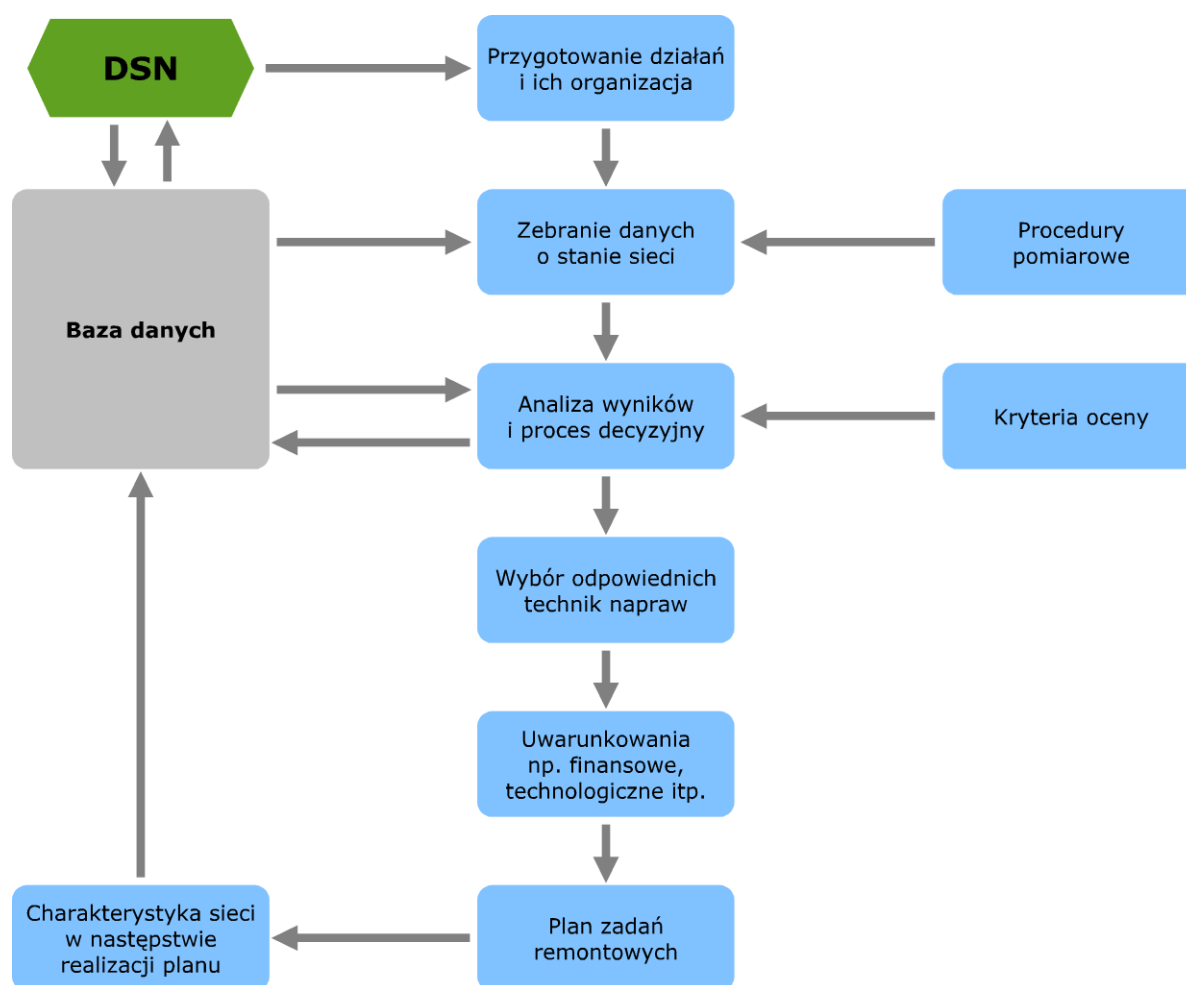 DSN
Przygotowanie działań
i ich organizacja
Zebranie danych
o stanie sieci
Procedury
pomiarowe
Baza danych
Analiza wyników
i proces decyzyjny
Kryteria oceny
Wybór odpowiednich
technik napraw
Uwarunkowania
np. finansowe,
technologiczne itp.
Charakterystyka sieci
w następstwie
realizacji planu
Plan zadań
remontowych